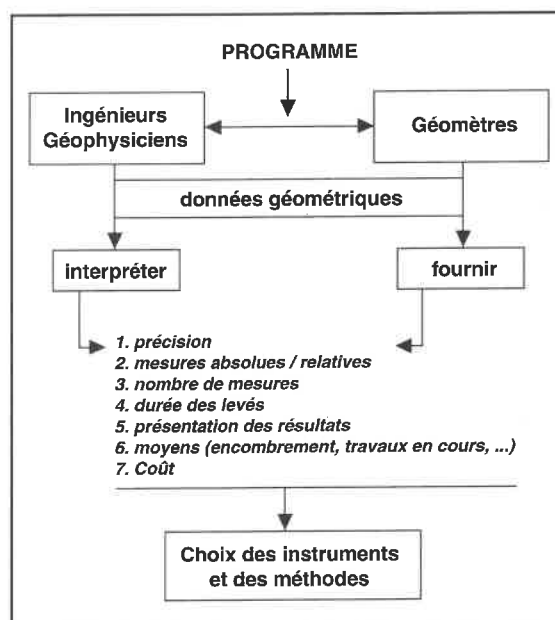 PROGRAMME
Ingénieurs
Géophysiciens
Géomètres
données géométriques
interpréter
fournir
1. précision
2. mesures absolues / relatives
3. nombre de mesures
4. durée des levés
5. présentation des résultats
6. moyens (encombrement, travaux en cours, ...)
7. Coût
Choix des instruments
et des méthodes